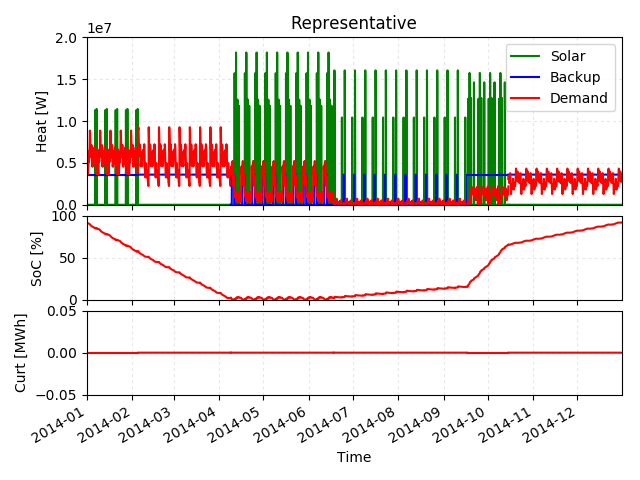 Representative
1e7
2.0
1.5
1.0
0.5
0.0
Heat [W]
Solar
Backup
Demand
100
50
0
SoC [%]
0.05
0.00
−0.05
Curt [MWh]
2014-01
2014-02
2014-03
2014-04
2014-05
2014-06
2014-07
2014-08
2014-09
2014-10
2014-11
2014-12
Time